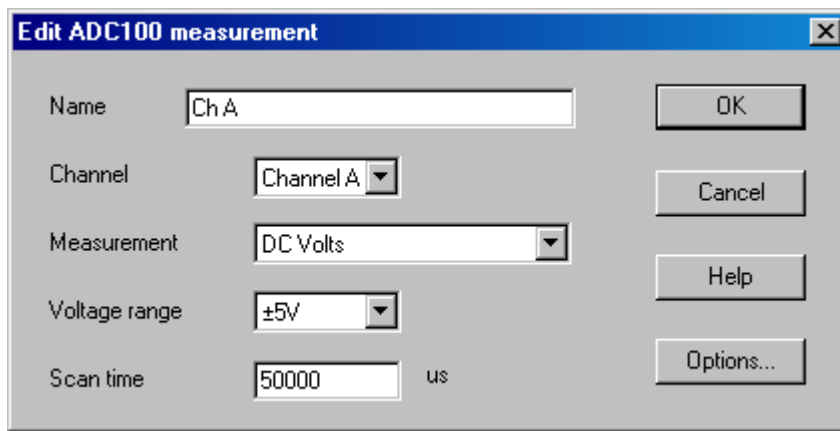 Edit ADC100 measurement
Name
Ch A
OK
Channel
Channel A
Cancel
Measurement
DC Volts
Help
Voltage range
±5V
Scan time
50000
us
Options...